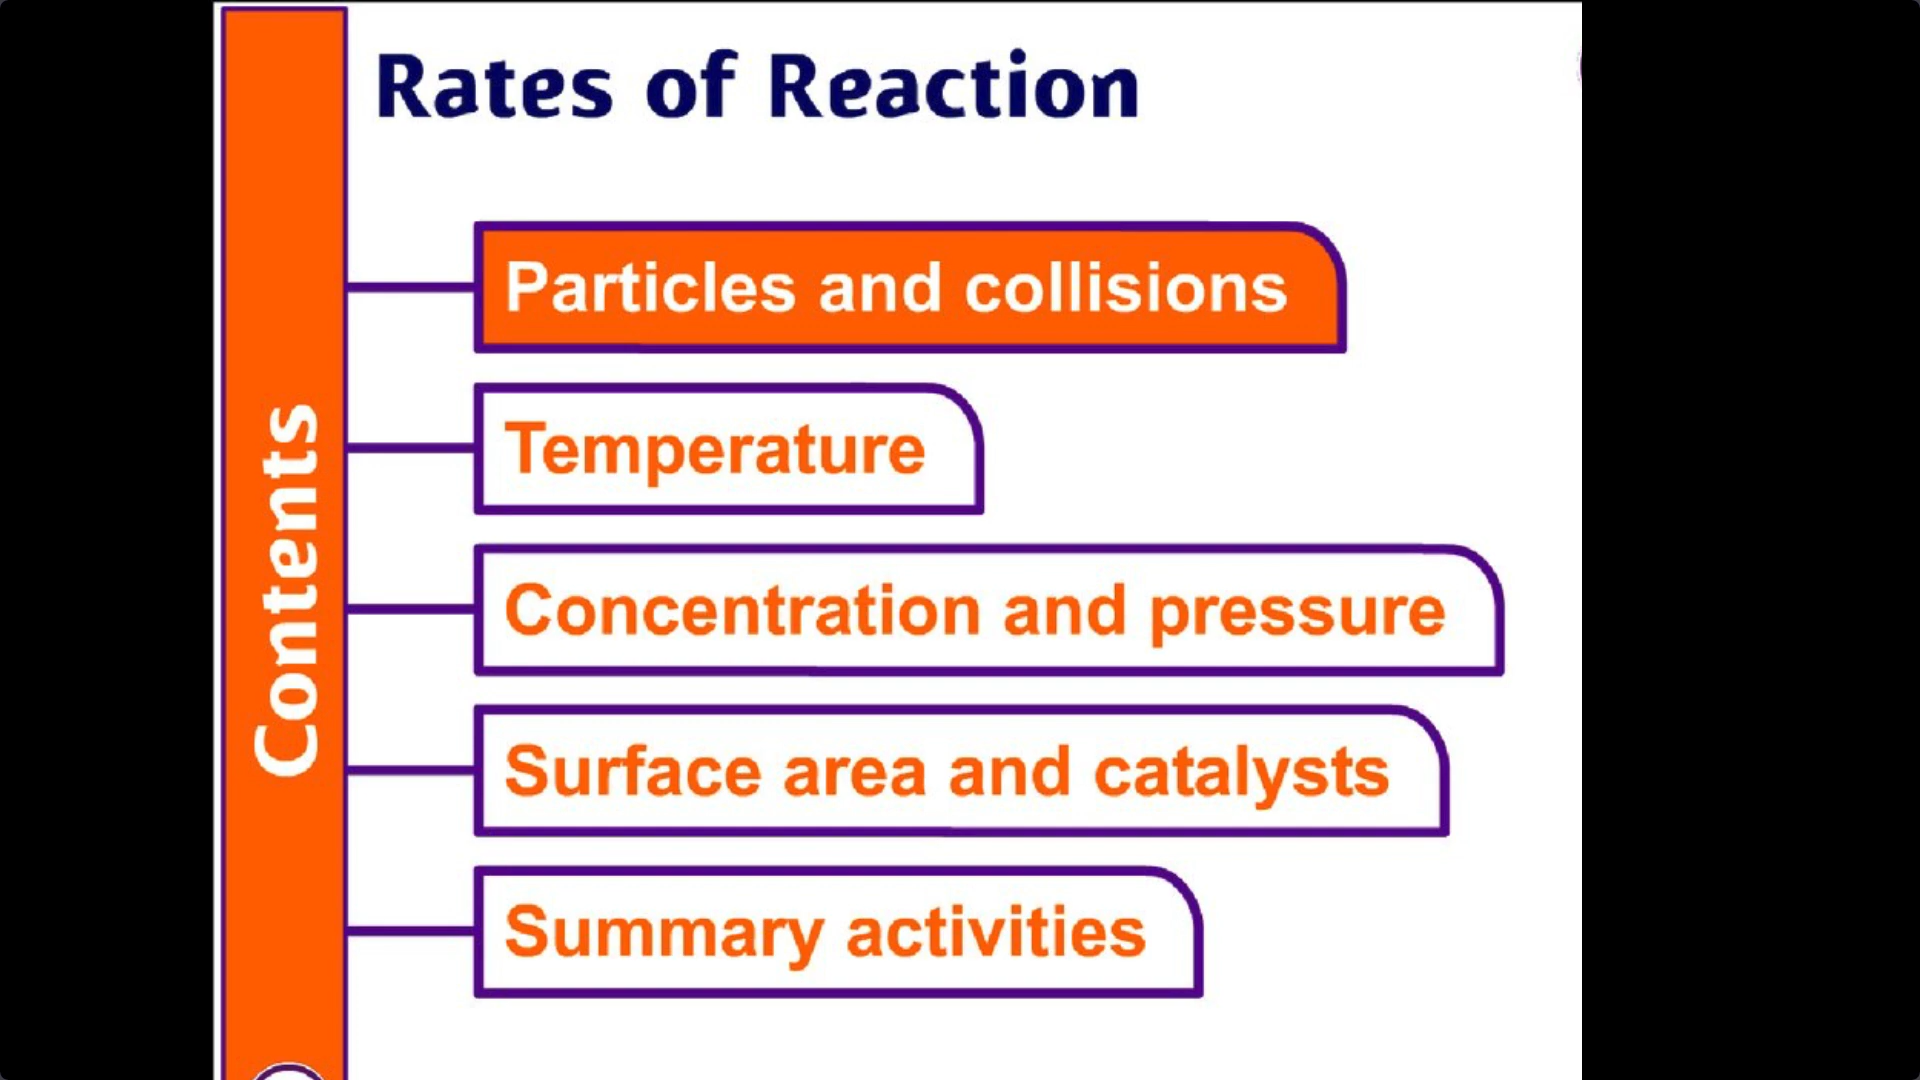 Rates of Reaction
Contents
Particles and collisions
Temperature
Concentration and pressure
Surface area and catalysts
Summary activities